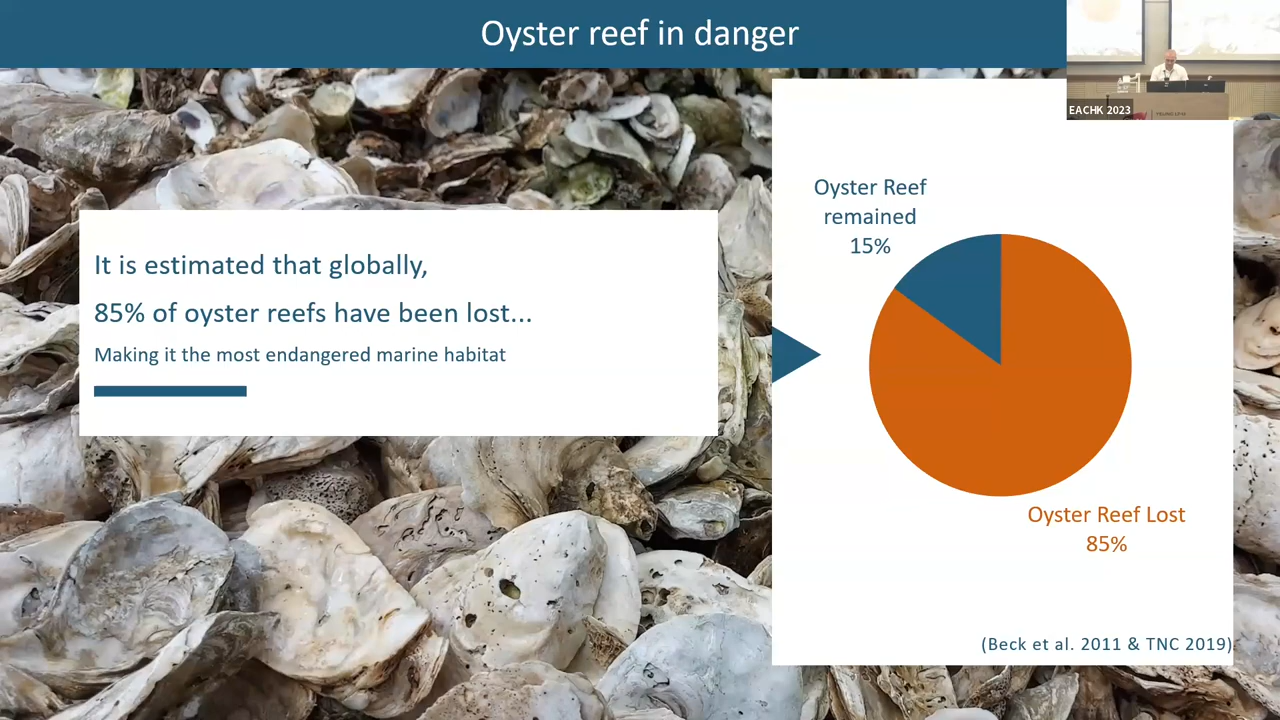 Oyster reef in danger
EACHK 2023
It is estimated that globally,
85% of oyster reefs have been lost...
Making it the most endangered marine habitat
Oyster Reef
remained
15%
Oyster Reef Lost
85%
(Beck et al. 2011 & TNC 2019)